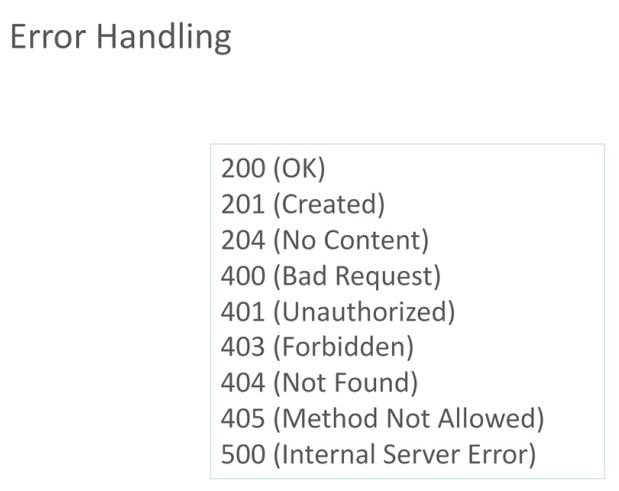 Error Handling
200 (OK)
201 (Created)
204 (No Content)
400 (Bad Request)
401 (Unauthorized)
403 (Forbidden)
404 (Not Found)
405 (Method Not Allowed)
500 (Internal Server Error)